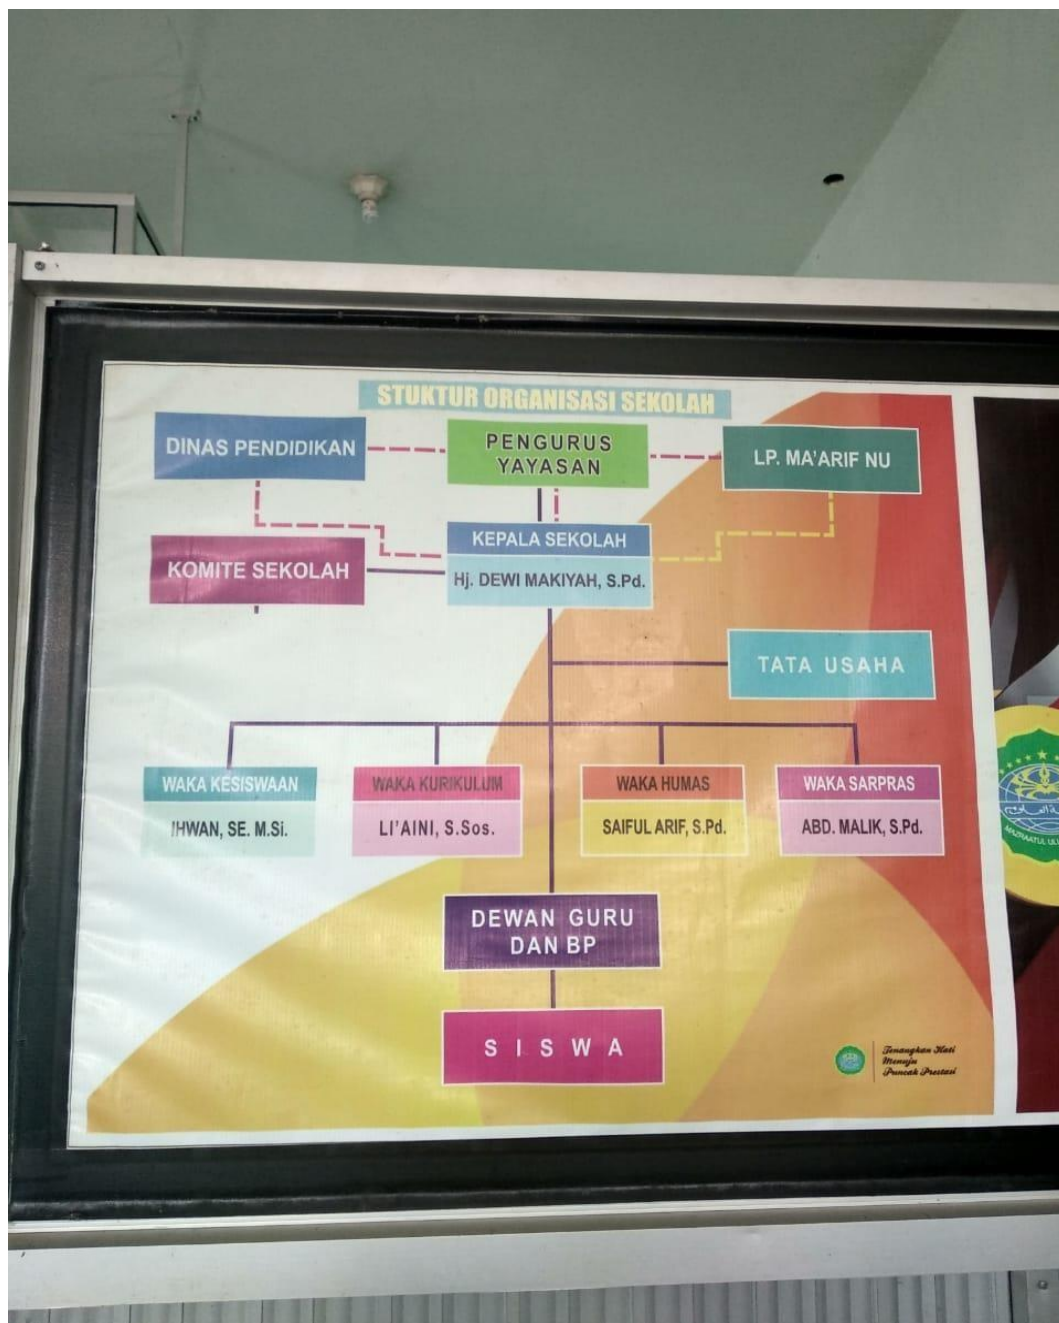 STUKTUR ORGANISASI SEKOLAH
DINAS PENDIDIKAN
PENGURUS
YAYASAN
LP. MA'ARIF NU
KEPALA SEKOLAH
Hj. DEWI MAKIYAH, S.Pd.
KOMITE SEKOLAH
TATA USAHA
WAKA KESISWAAN
IHWAN, SE. M.Si.
WAKA KURIKULUM
LI'AINI, S.Sos.
WAKA HUMAS
SAIFUL ARIF, S.Pd.
WAKA SARPRAS
ABD. MALIK, S.Pd.
DEWAN GURU
DAN BP
SISWA
Tenangkan Hati
Menuju
Puncak Prestasi